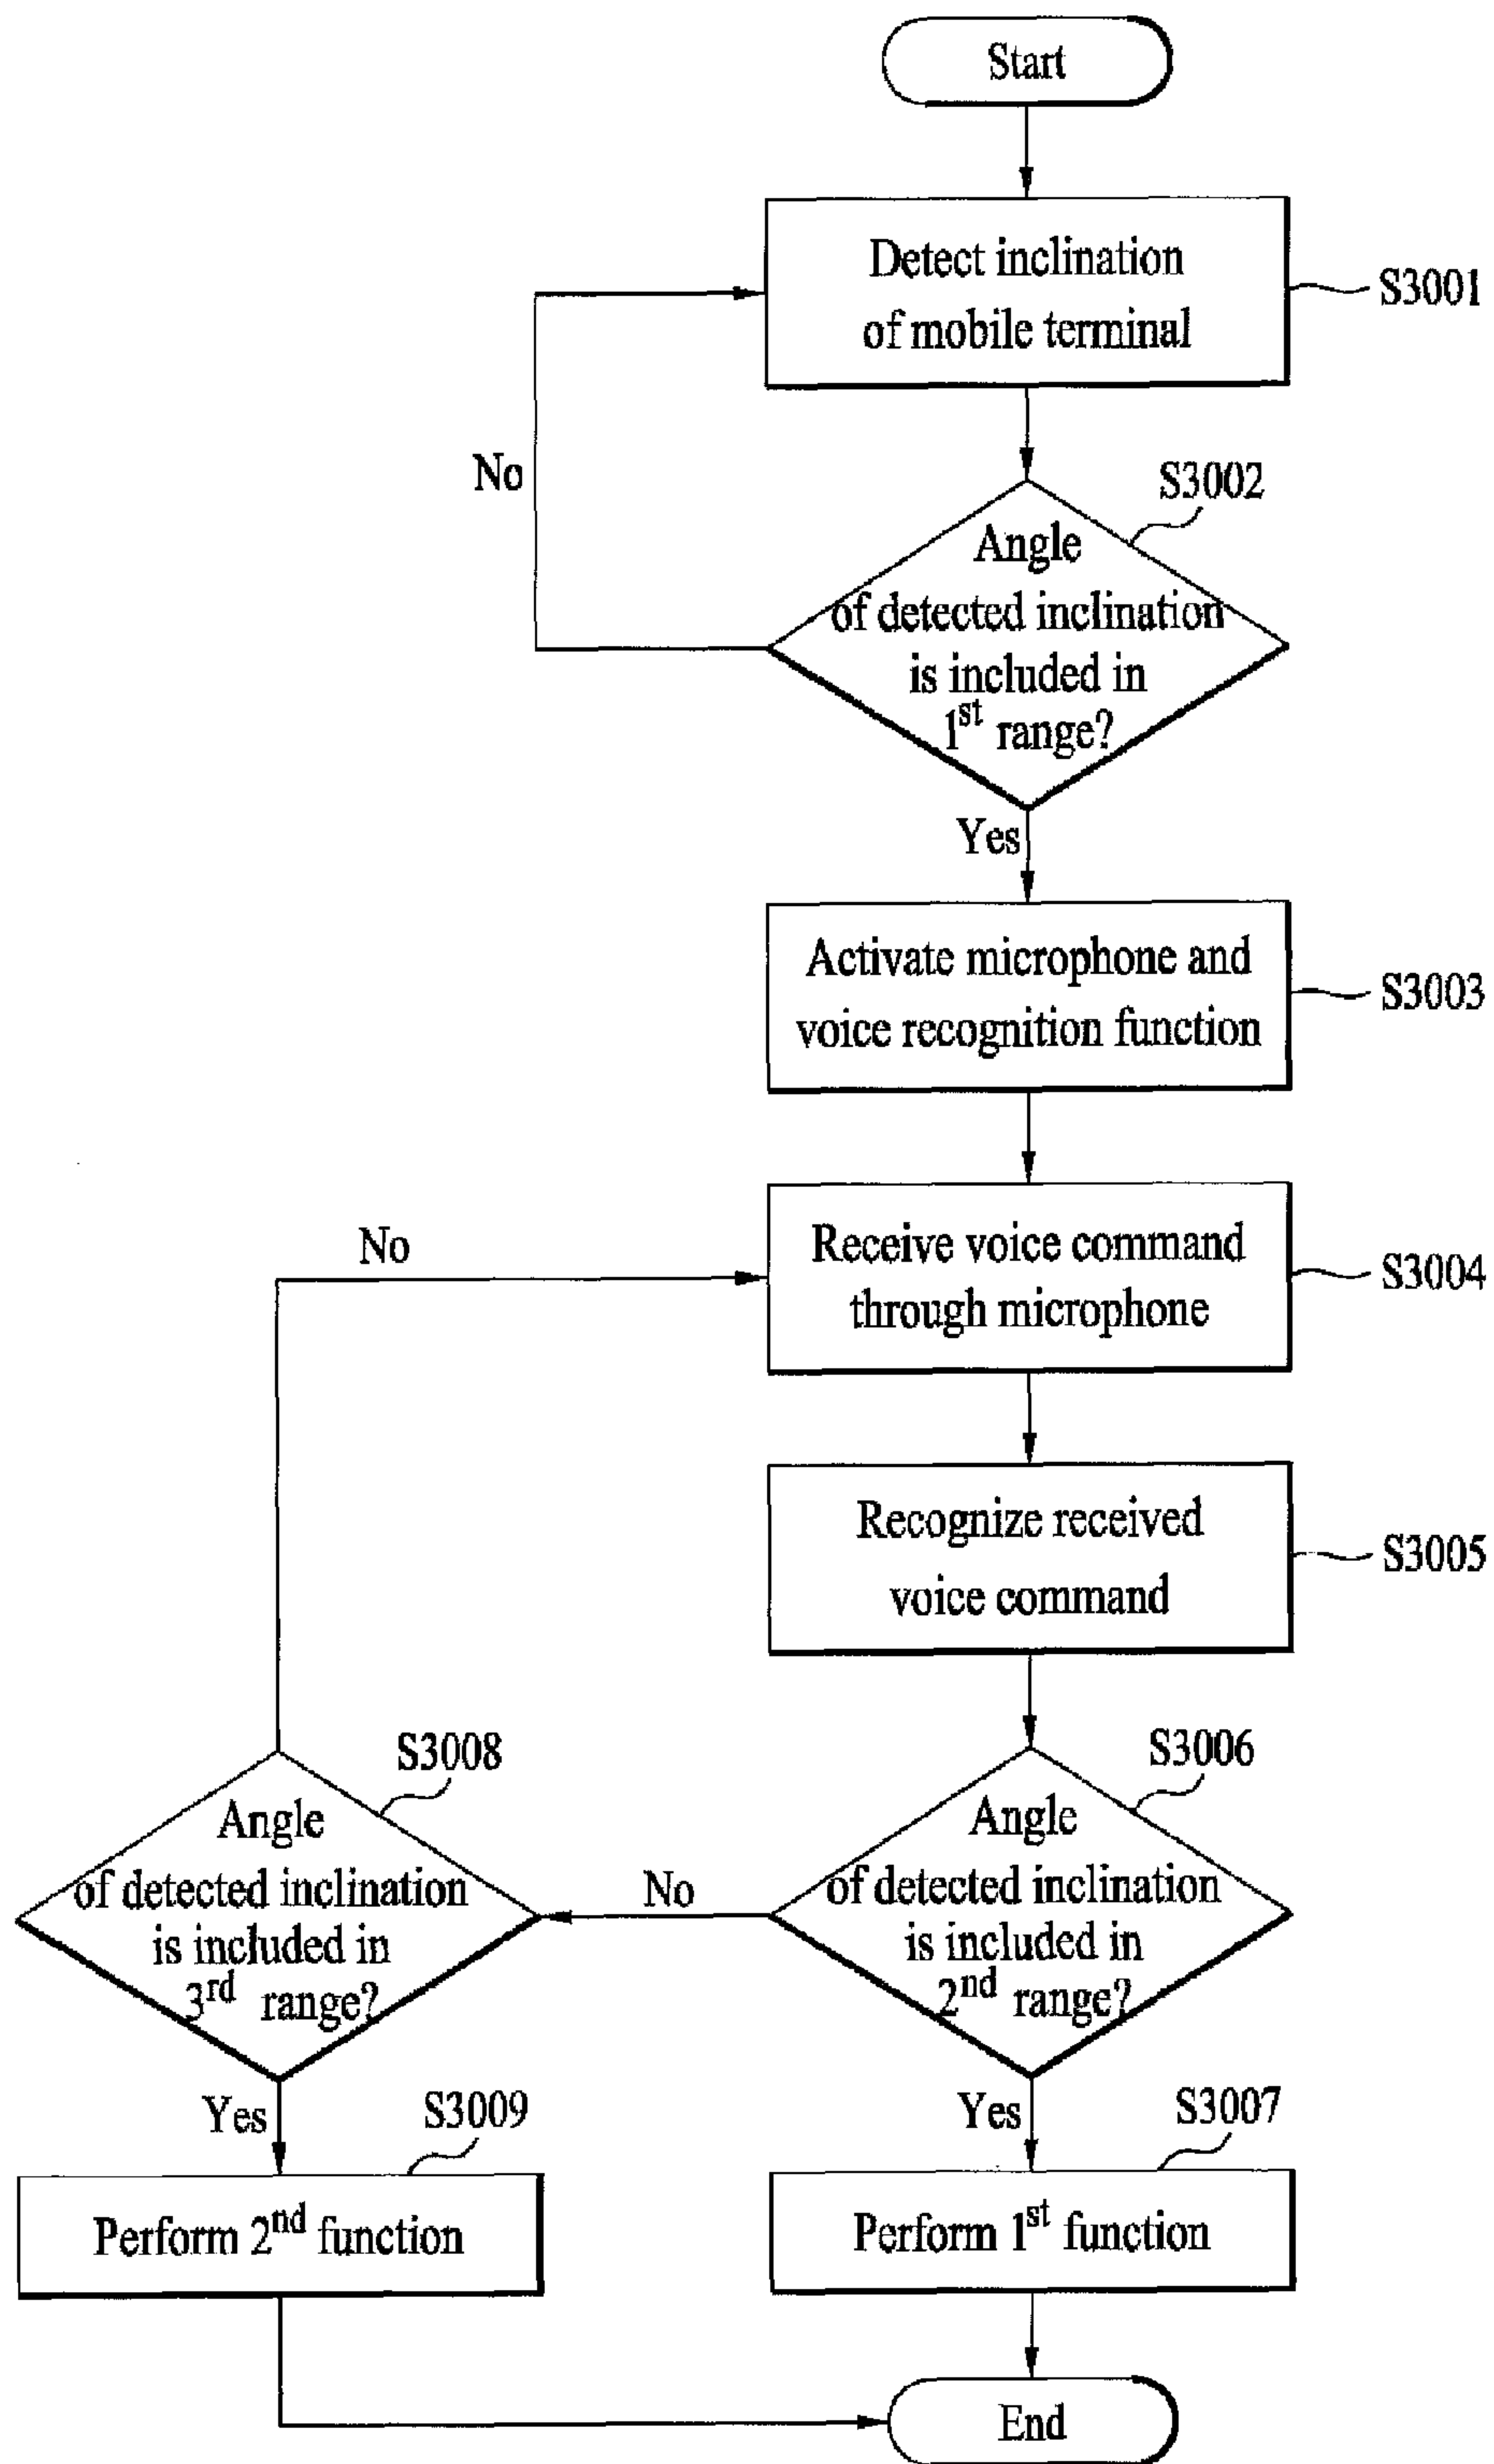 Start
Detect inclination
of mobile terminal
S3001
No
S3002
Angle
of detected inclination
is included in
1st range?
Yes
Activate microphone and
voice recognition function
S3003
No
Receive voice command
through microphone
S3004
Recognize received
voice command
S3005
S3008
Angle
of detected inclination
is included in
3rd range?
No
S3006
Angle
of detected inclination
is included in
2nd range?
Yes
S3009
Perform 2nd function
Yes
S3007
Perform 1st function
End